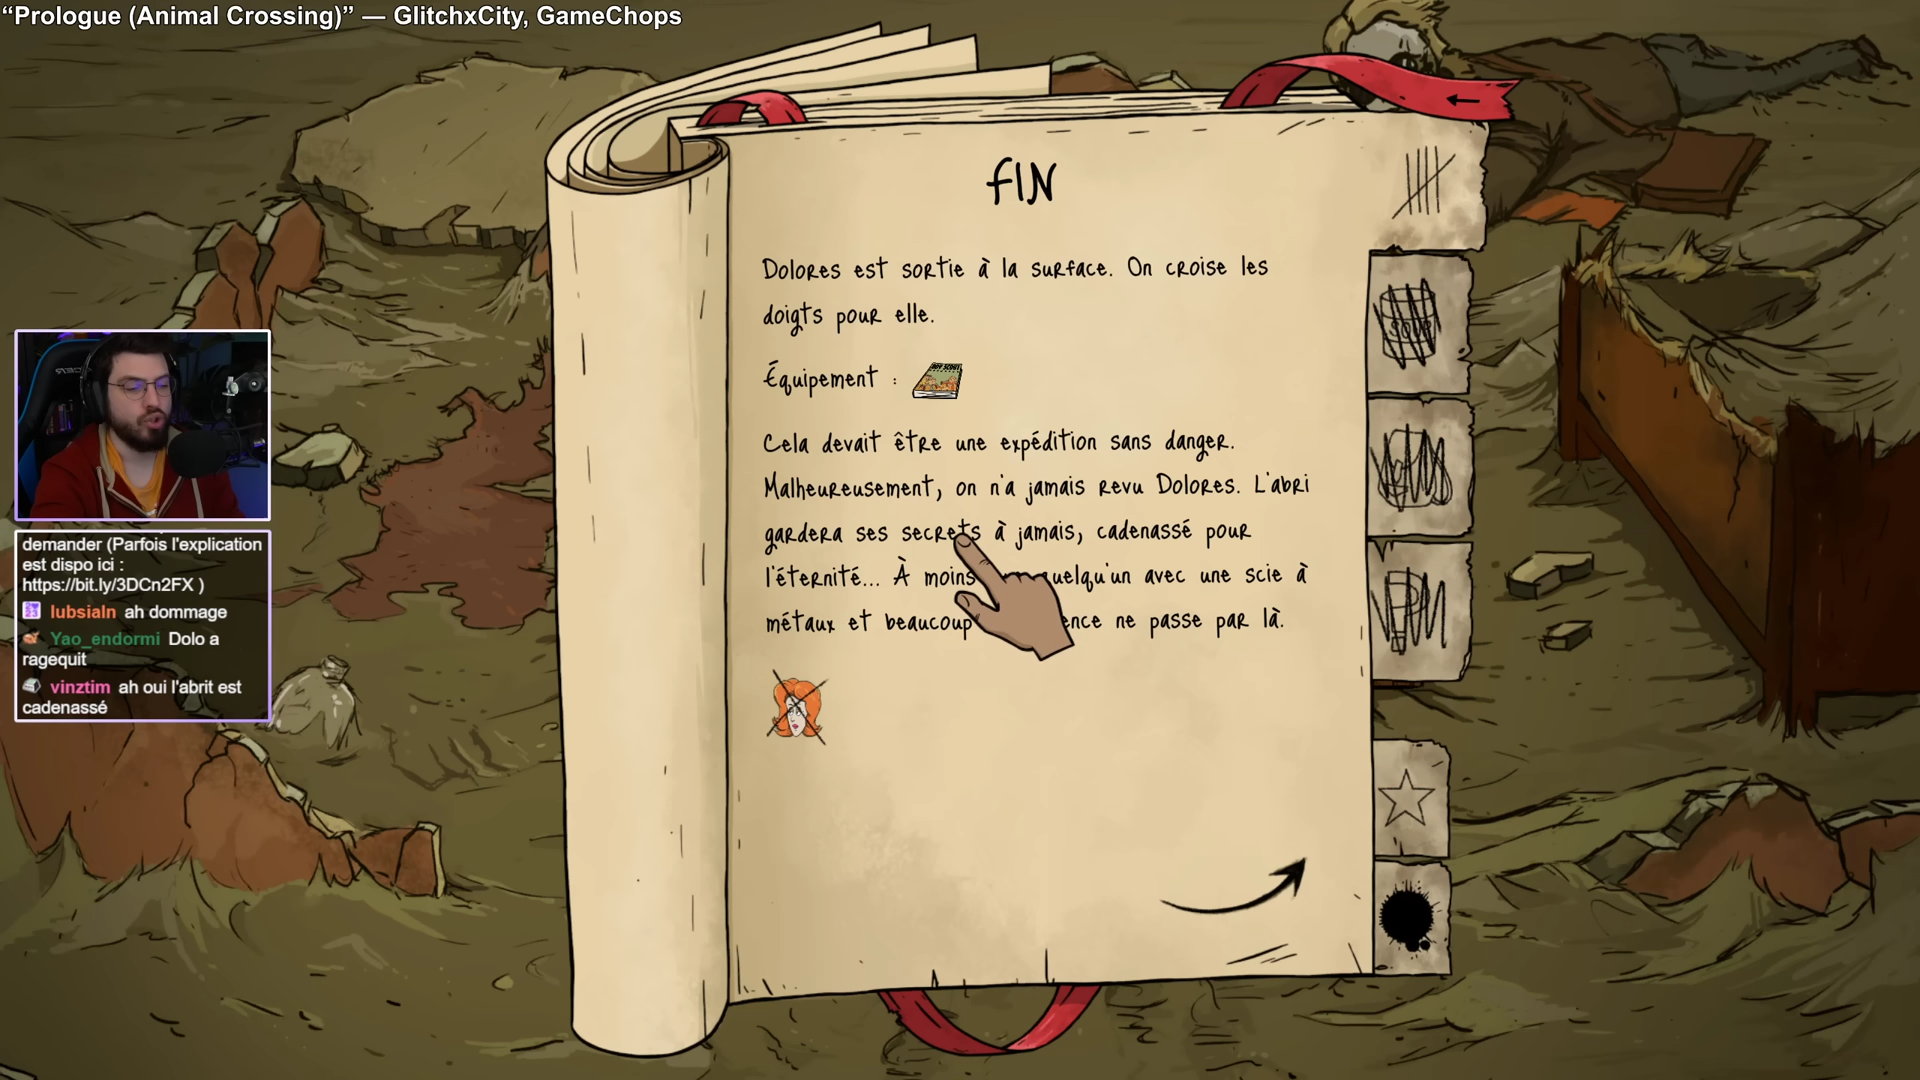 “Prologue (Animal Crossing)” — GlitchxCity, GameChops
FIN
Dolores est sortie à la surface. On croise les
doigts pour elle.
Équipement :
Cela devait être une expédition sans danger.
Malheureusement, on n'a jamais revu Dolores. L'abri
gardera ses secrets à jamais, cadenassé pour
l'éternité... À moins quelqu'un avec une scie à
métaux et beaucoup ne passe par là.
SOUP
demander (Parfois l'explication
est dispo ici :
https://bit.ly/3DCn2FX )
lubsialn ah dommage
Yao_endormi Dolo a
ragequit
vinztim ah oui l'abrit est
cadenassé